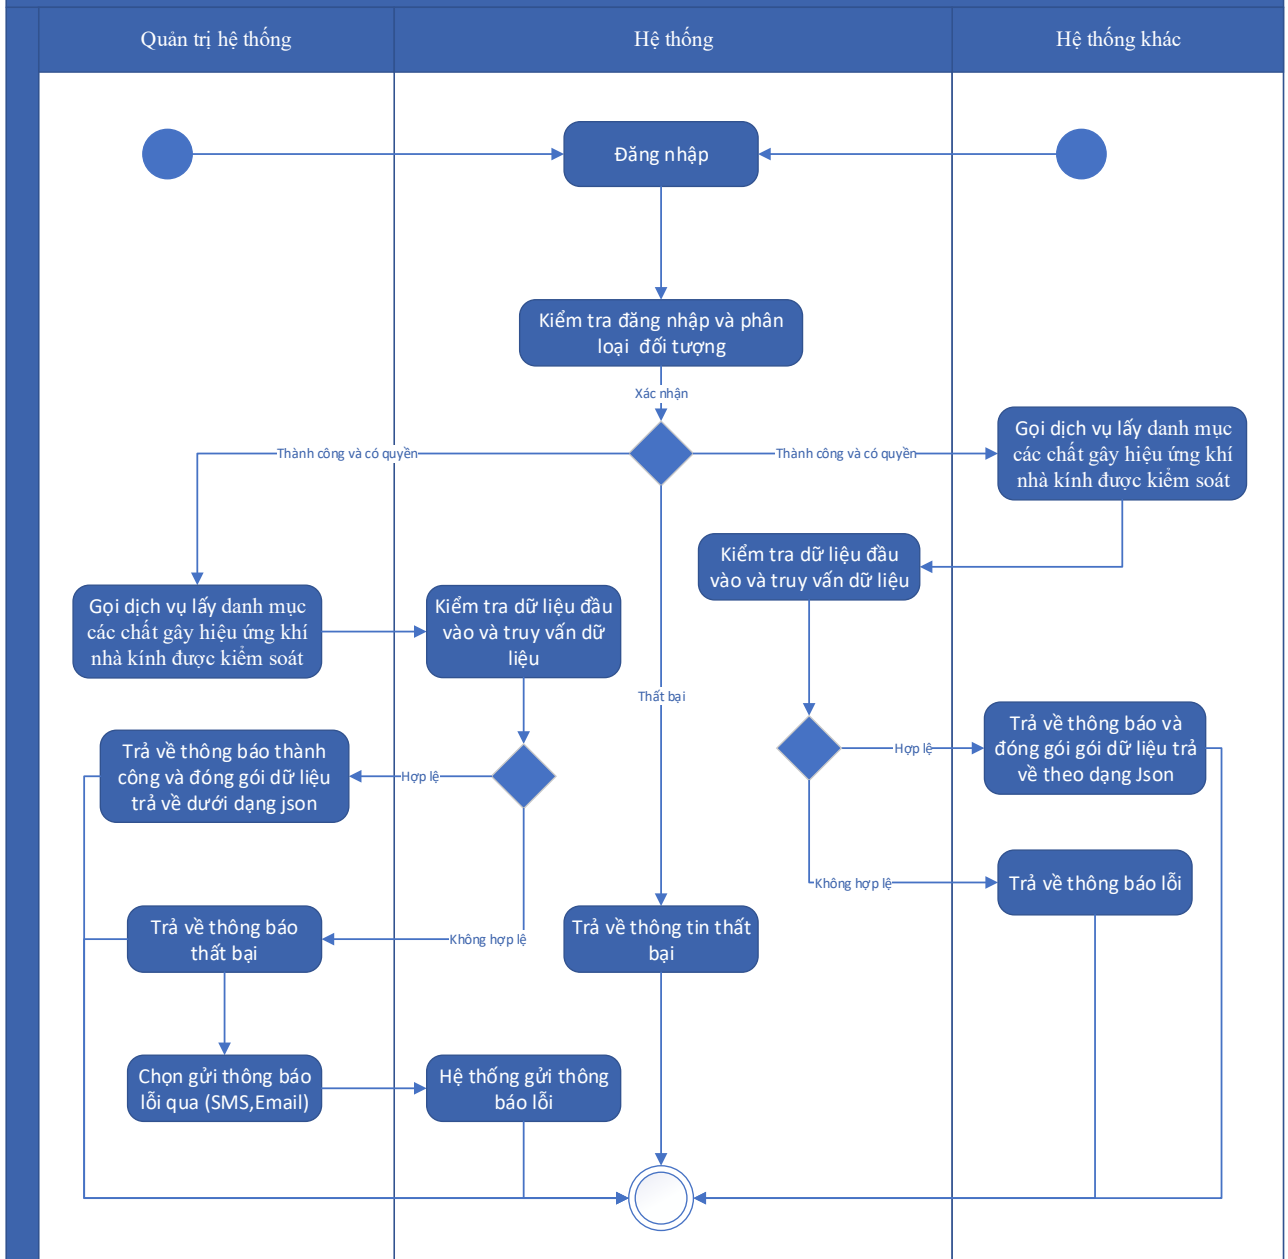 Quản trị hệ thống
Hệ thống
Hệ thống khác
Đăng nhập
Kiểm tra đăng nhập và phân
loại đối tượng
Xác nhận
Thành công và có quyền
Thành công và có quyền
Gọi dịch vụ lấy danh mục
các chất gây hiệu ứng khí
nhà kính được kiểm soát
Kiểm tra dữ liệu đầu
vào và truy vấn dữ liệu
Gọi dịch vụ lấy danh mục
các chất gây hiệu ứng khí
nhà kính được kiểm soát
Kiểm tra dữ liệu đầu
vào và truy vấn dữ
liệu
Thất bại
Trả về thông báo thành
công và đóng gói dữ liệu
trả về dưới dạng json
Hợp lệ
Hợp lệ
Trả về thông báo và
đóng gói gói dữ liệu trả
về theo dạng Json
Không hợp lệ
Trả về thông báo lỗi
Trả về thông báo
thất bại
Không hợp lệ
Trả về thông tin thất
bại
Chọn gửi thông báo
lỗi qua (SMS,Email)
Hệ thống gửi thông
báo lỗi